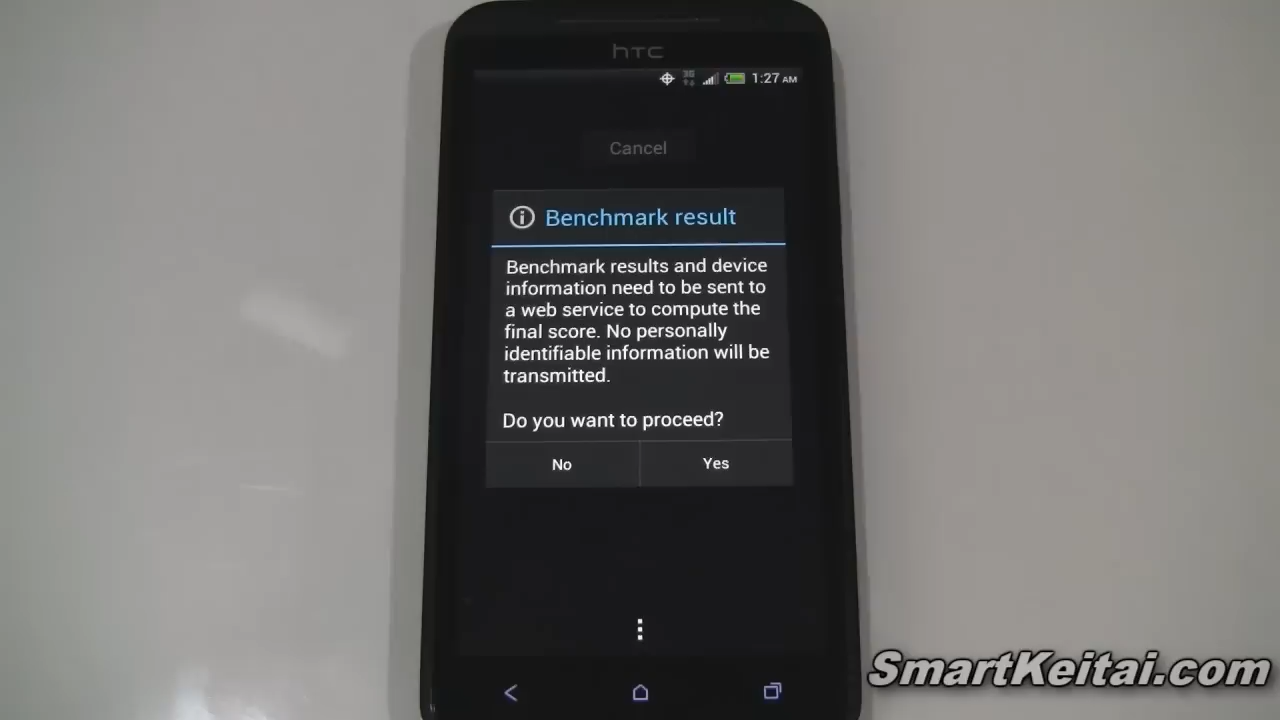 hTC
3G
1:27 AM
Cancel
Benchmark result
Benchmark results and device
information need to be sent to
a web service to compute the
final score. No personally
identifiable information will be
transmitted.
Do you want to proceed?
No
Yes
SmartKeitai.com